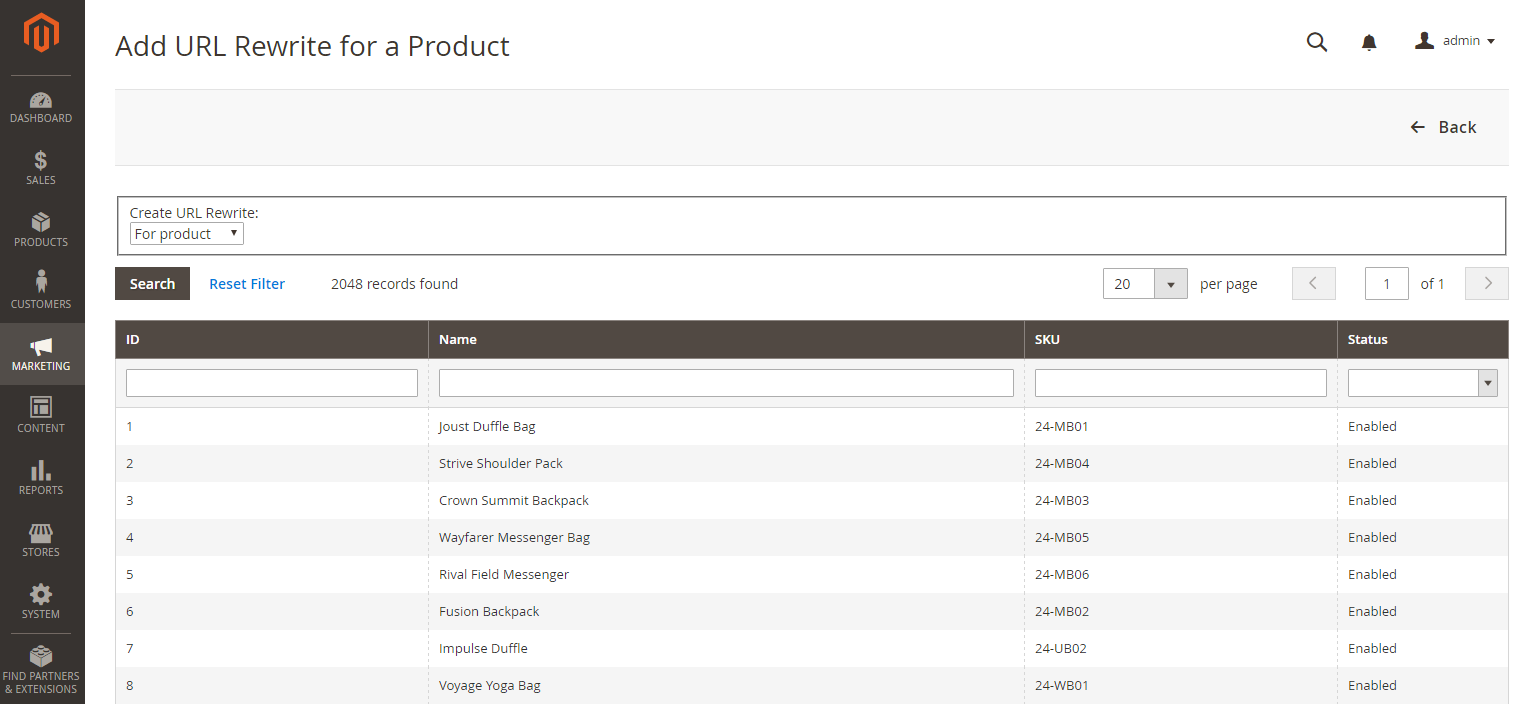 Add URL Rewrite for a Product
admin
DASHBOARD
SALES
PRODUCTS
CUSTOMERS
MARKETING
CONTENT
REPORTS
STORES
SYSTEM
FIND PARTNERS
& EXTENSIONS
Back
Create URL Rewrite:
For product
Search Reset Filter 2048 records found 20 per page 1 of 1
ID Name SKU Status
1 Joust Duffle Bag 24-MB01 Enabled
2 Strive Shoulder Pack 24-MB04 Enabled
3 Crown Summit Backpack 24-MB03 Enabled
4 Wayfarer Messenger Bag 24-MB05 Enabled
5 Rival Field Messenger 24-MB06 Enabled
6 Fusion Backpack 24-MB02 Enabled
7 Impulse Duffle 24-UB02 Enabled
8 Voyage Yoga Bag 24-WB01 Enabled